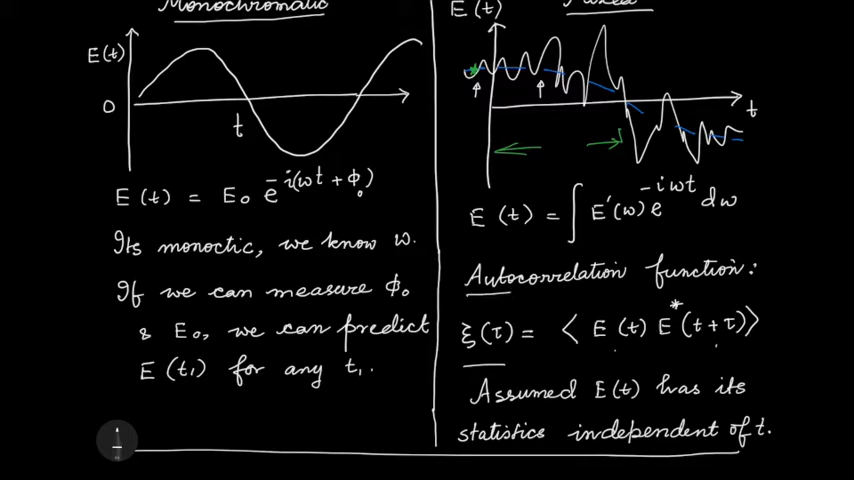 Monochromatic
E(t)
0
t
E(t) = E₀ e^-i(ωt + ϕ₀)
Its monoctic, we know ω.
If we can measure ϕ₀
& E₀, we can predict
E(t₁) for any t₁.
E(t)
t
E(t) = ∫ E'(ω) e^-iωt dω
Autocorrelation function:
ξ(τ) = ⟨ E(t) E*(t+τ)⟩
Assumed E(t) has its
statistics independent of t.